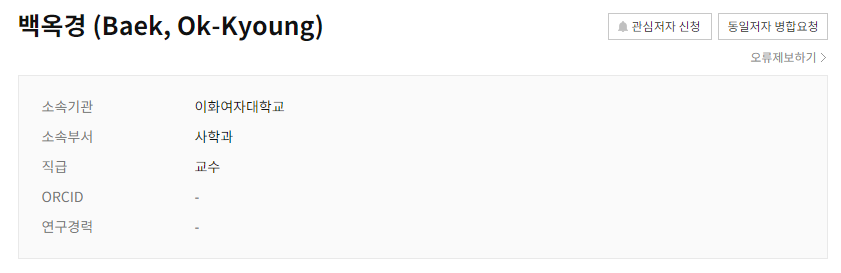 백옥경 (Baek, Ok-Kyoung)
관심저자 신청
동일저자 병합요청
오류제보하기 >
소속기관 이화여자대학교
소속부서 사학과
직급 교수
ORCID -
연구경력 -